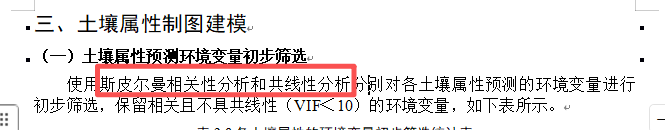 三、土壤属性制图建模
（一）土壤属性预测环境变量初步筛选
使用斯皮尔曼相关性分析和共线性分析分别对各土壤属性预测的环境变量进行
初步筛选，保留相关且不具共线性（VIF＜10）的环境变量，如下表所示。